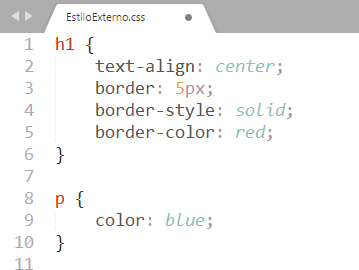 EstiloExterno.css
1 h1 {
2 text-align: center;
3 border: 5px;
4 border-style: solid;
5 border-color: red;
6 }
7
8 p {
9 color: blue;
10 }
11